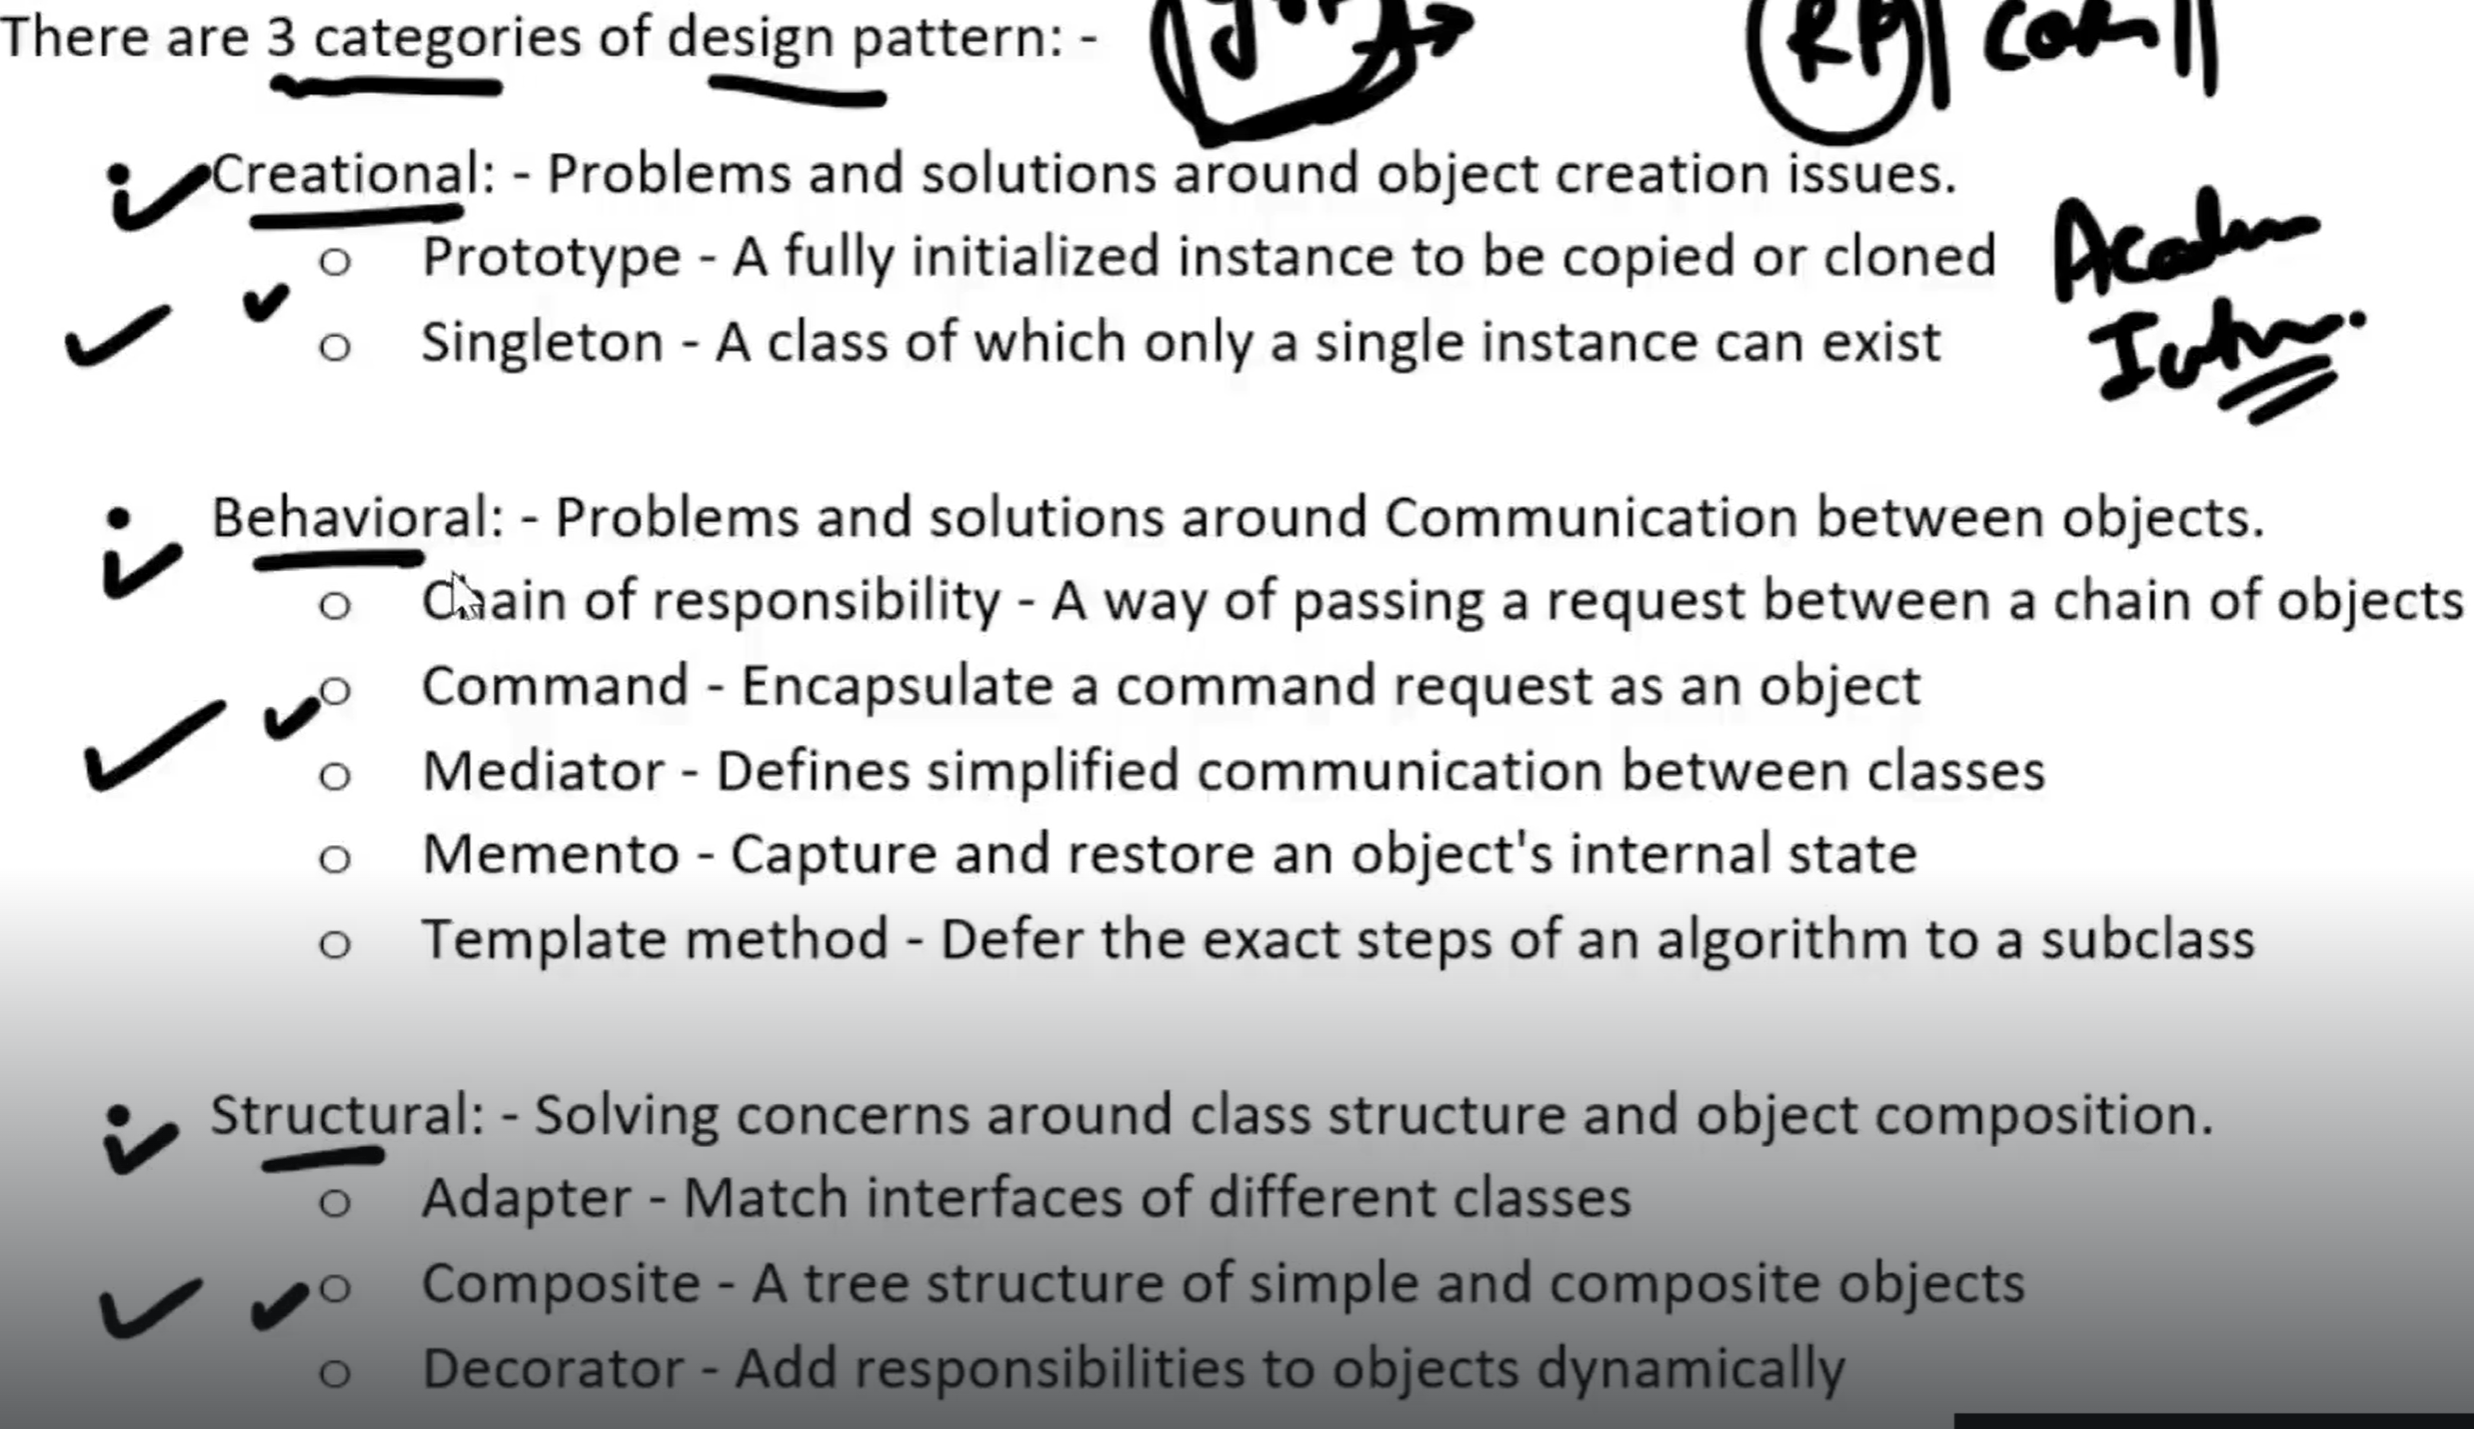 There are 3 categories of design pattern: -
Creational: - Problems and solutions around object creation issues.
Prototype - A fully initialized instance to be copied or cloned
Singleton - A class of which only a single instance can exist
Behavioral: - Problems and solutions around Communication between objects.
Chain of responsibility - A way of passing a request between a chain of objects
Command - Encapsulate a command request as an object
Mediator - Defines simplified communication between classes
Memento - Capture and restore an object's internal state
Template method - Defer the exact steps of an algorithm to a subclass
Structural: - Solving concerns around class structure and object composition.
Adapter - Match interfaces of different classes
Composite - A tree structure of simple and composite objects
Decorator - Add responsibilities to objects dynamically